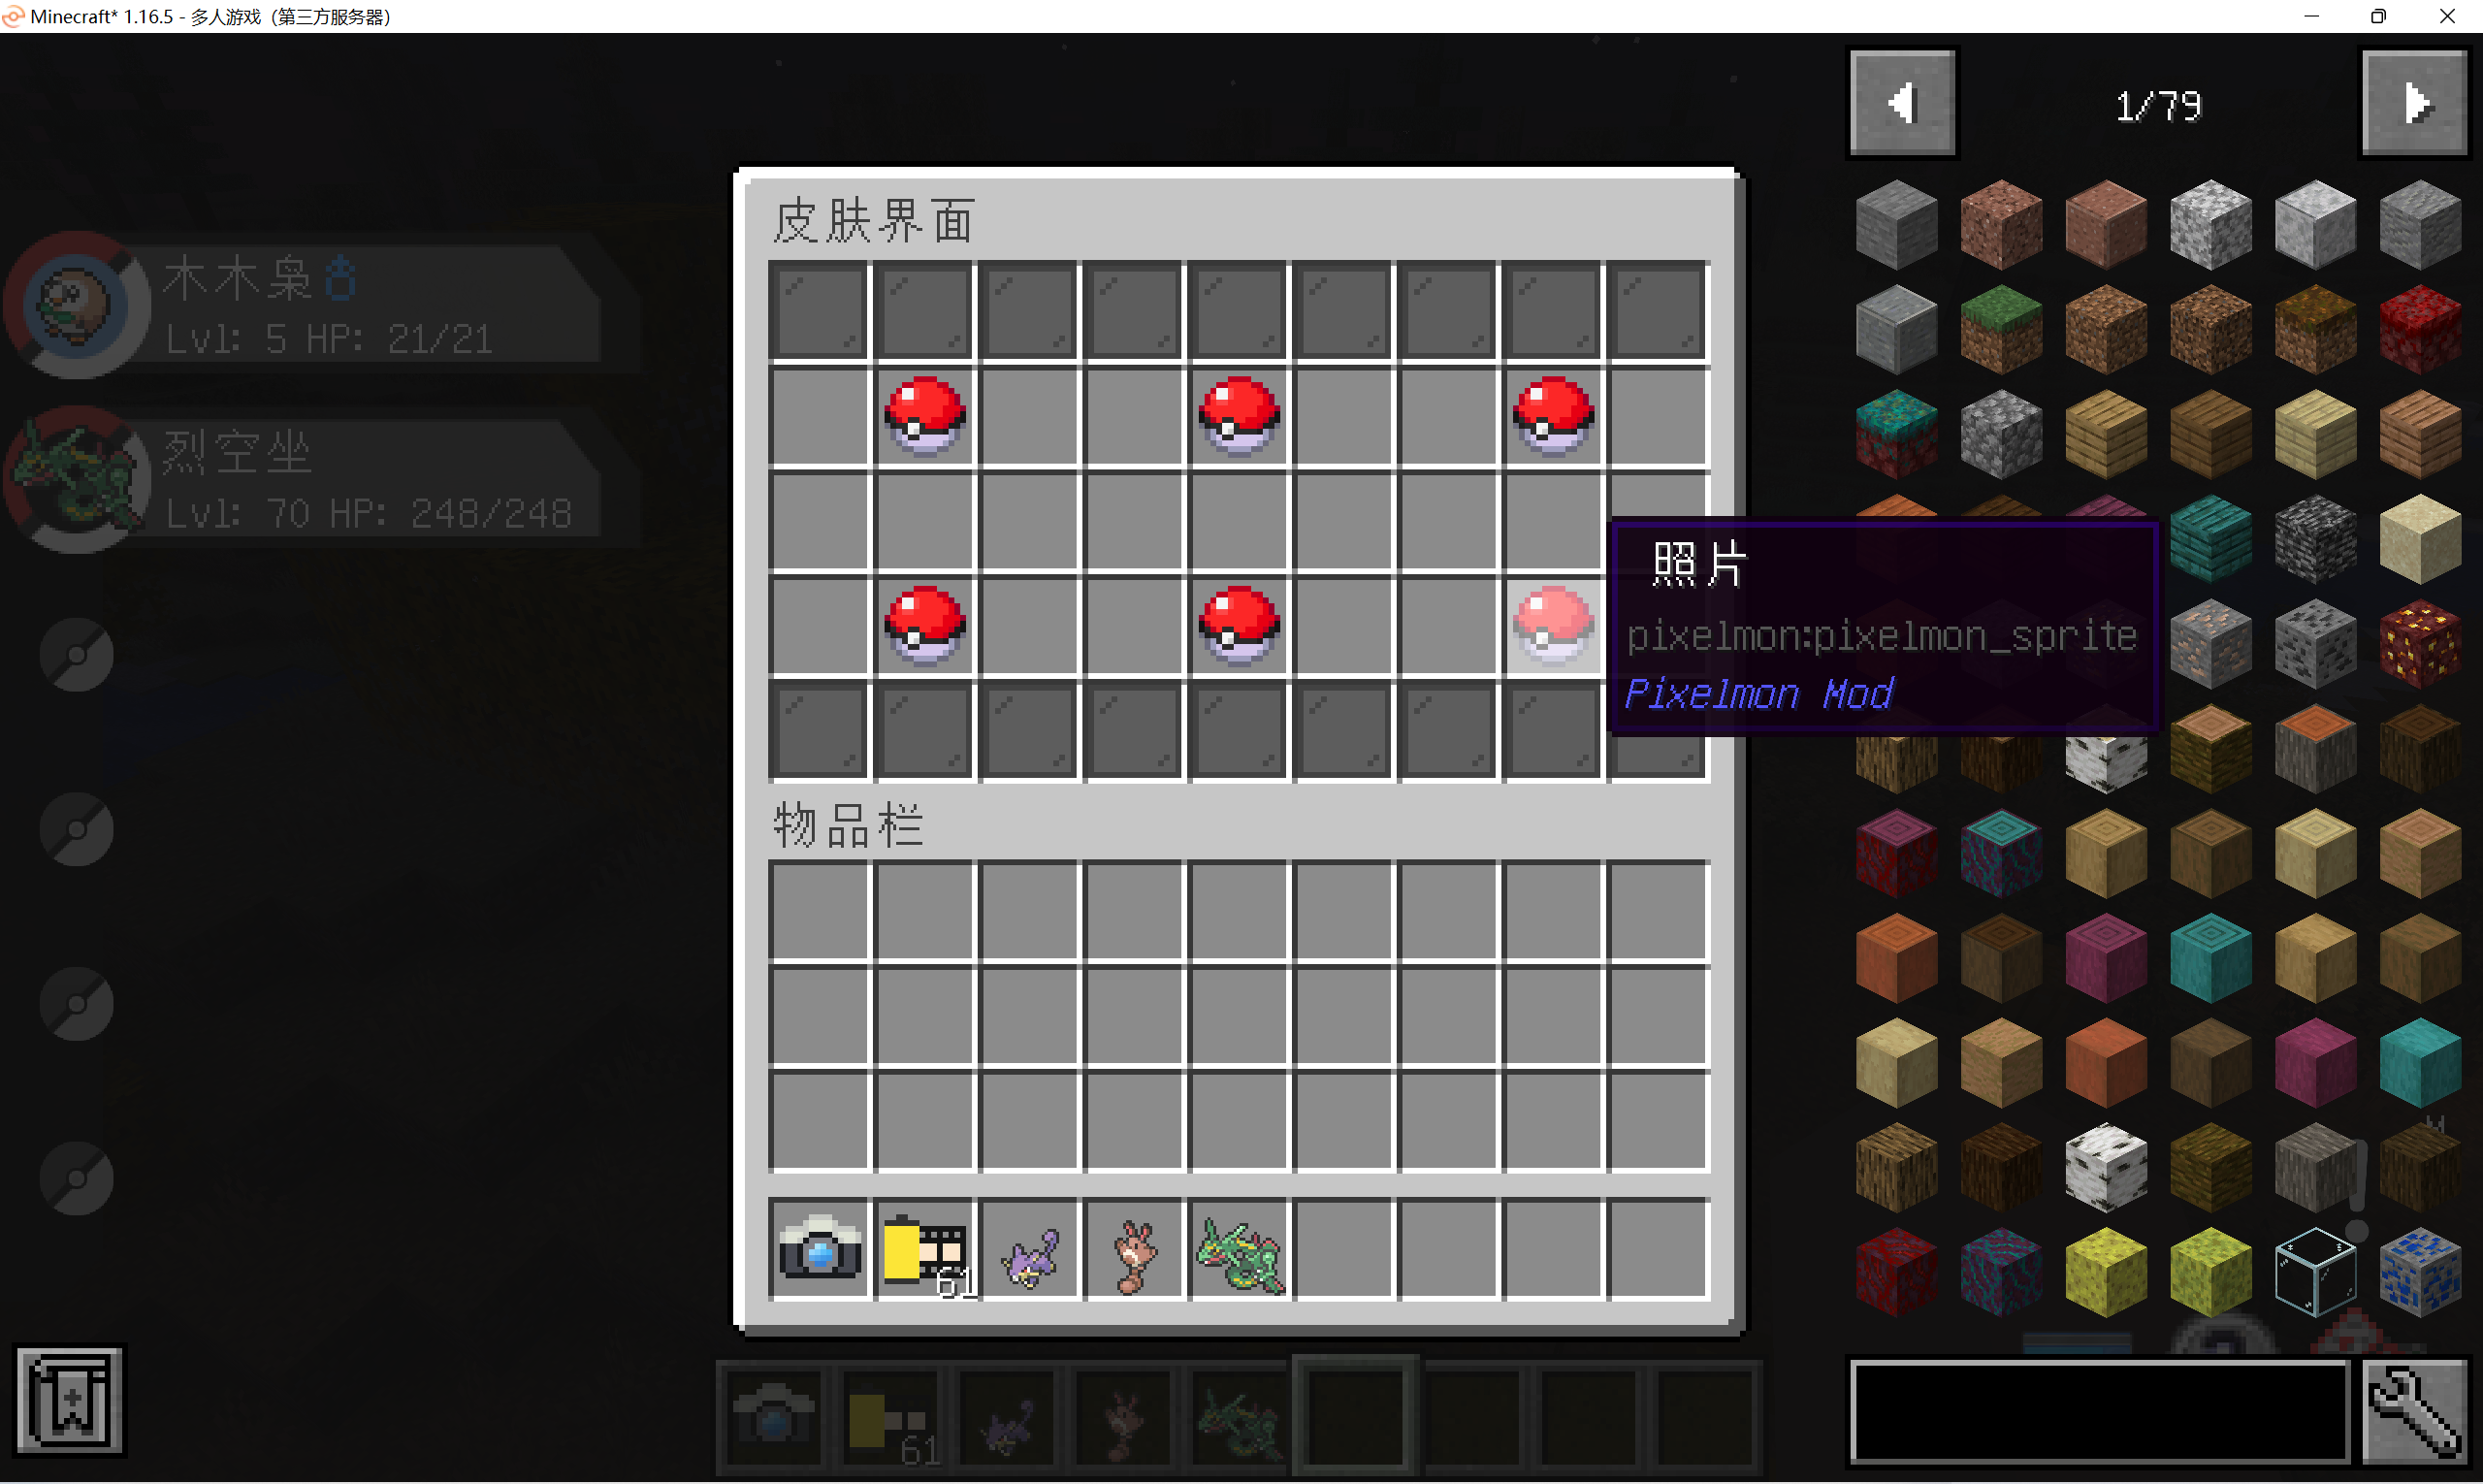 Minecraft* 1.16.5 - 多人游戏（第三方服务器）
1/79
皮肤界面
木木枭
Lvl: 5 HP: 21/21
烈空坐
Lvl: 70 HP: 248/248
照片
pixelmon:pixelmon_sprite
Pixelmon Mod
物品栏
61
61